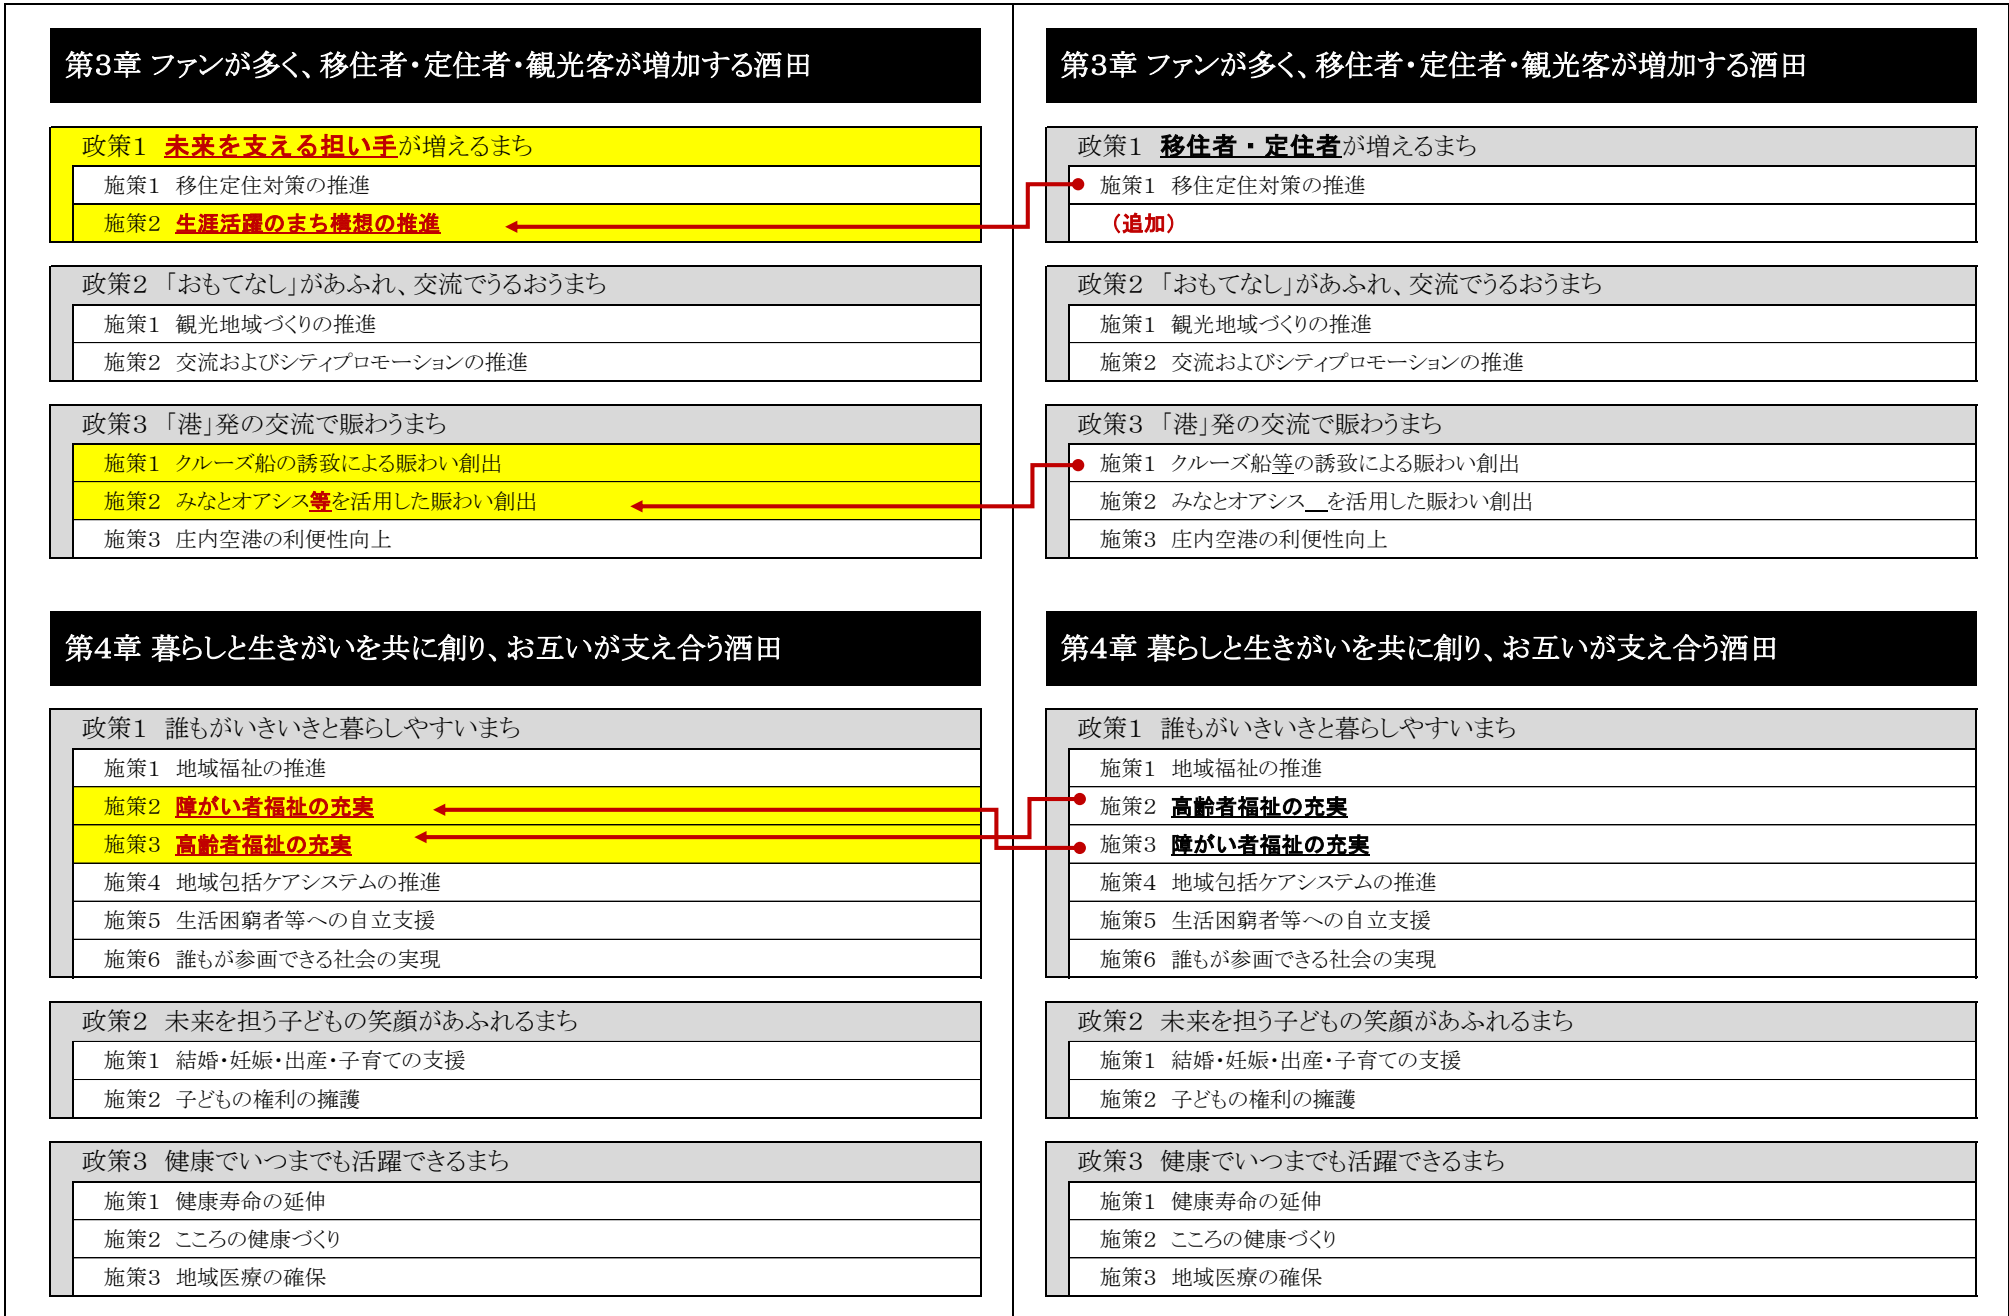 第3章 ファンが多く、移住者・定住者・観光客が増加する酒田
政策1 未来を支える担い手が増えるまち
施策1 移住定住対策の推進
施策2 生涯活躍のまち構想の推進
政策2 「おもてなし」があふれ、交流でうるおうまち
施策1 観光地域づくりの推進
施策2 交流およびシティプロモーションの推進
政策3 「港」発の交流で賑わうまち
施策1 クルーズ船の誘致による賑わい創出
施策2 みなとオアシス等を活用した賑わい創出
施策3 庄内空港の利便性向上
第4章 暮らしと生きがいを共に創り、お互いが支え合う酒田
政策1 誰もがいきいきと暮らしやすいまち
施策1 地域福祉の推進
施策2 障がい者福祉の充実
施策3 高齢者福祉の充実
施策4 地域包括ケアシステムの推進
施策5 生活困窮者等への自立支援
施策6 誰もが参画できる社会の実現
政策2 未来を担う子どもの笑顔があふれるまち
施策1 結婚・妊娠・出産・子育ての支援
施策2 子どもの権利の擁護
政策3 健康でいつまでも活躍できるまち
施策1 健康寿命の延伸
施策2 こころの健康づくり
施策3 地域医療の確保
第3章 ファンが多く、移住者・定住者・観光客が増加する酒田
政策1 移住者・定住者が増えるまち
施策1 移住定住対策の推進
（追加）
政策2 「おもてなし」があふれ、交流でうるおうまち
施策1 観光地域づくりの推進
施策2 交流およびシティプロモーションの推進
政策3 「港」発の交流で賑わうまち
施策1 クルーズ船等の誘致による賑わい創出
施策2 みなとオアシス　を活用した賑わい創出
施策3 庄内空港の利便性向上
第4章 暮らしと生きがいを共に創り、お互いが支え合う酒田
政策1 誰もがいきいきと暮らしやすいまち
施策1 地域福祉の推進
施策2 高齢者福祉の充実
施策3 障がい者福祉の充実
施策4 地域包括ケアシステムの推進
施策5 生活困窮者等への自立支援
施策6 誰もが参画できる社会の実現
政策2 未来を担う子どもの笑顔があふれるまち
施策1 結婚・妊娠・出産・子育ての支援
施策2 子どもの権利の擁護
政策3 健康でいつまでも活躍できるまち
施策1 健康寿命の延伸
施策2 こころの健康づくり
施策3 地域医療の確保